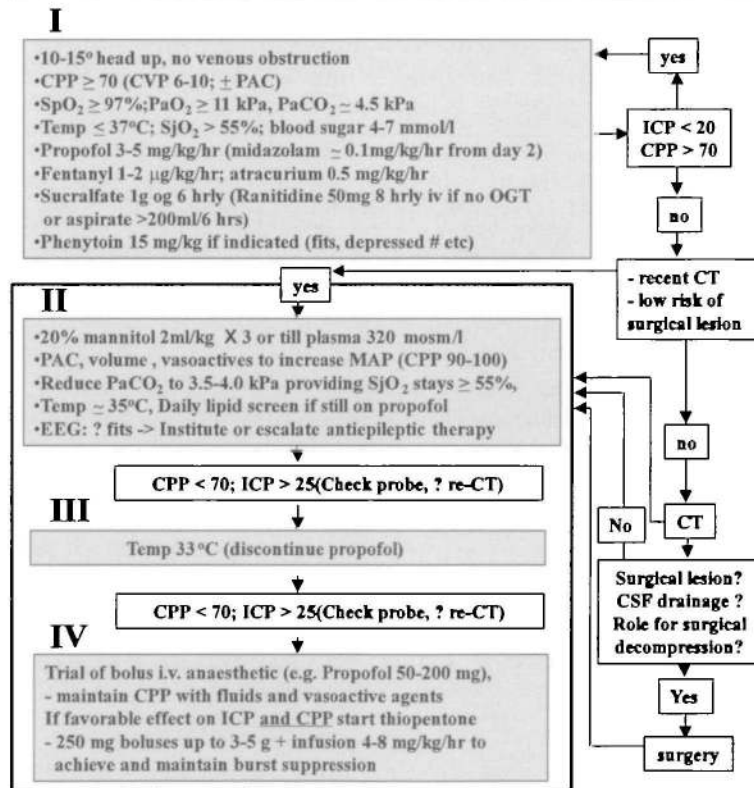 I
•10-15º head up, no venous obstruction
•CPP ≥ 70 (CVP 6-10; ± PAC)
•SpO₂ ≥ 97%;PaO₂ ≥ 11 kPa, PaCO₂ ≃ 4.5 kPa
•Temp ≤ 37ºC; SjO₂ > 55%; blood sugar 4-7 mmol/l
•Propofol 3-5 mg/kg/hr (midazolam ≃ 0.1mg/kg/hr from day 2)
•Fentanyl 1-2 μg/kg/hr; atracurium 0.5 mg/kg/hr
•Sucralfate 1g og 6 hrly (Ranitidine 50mg 8 hrly iv if no OGT
or aspirate >200ml/6 hrs)
•Phenytoin 15 mg/kg if indicated (fits, depressed # etc)
yes
ICP < 20
CPP > 70
no
- recent CT
- low risk of
surgical lesion
yes
II
•20% mannitol 2ml/kg X 3 or till plasma 320 mosm/l
•PAC, volume , vasoactives to increase MAP (CPP 90-100)
•Reduce PaCO₂ to 3.5-4.0 kPa providing SjO₂ stays ≥ 55%,
•Temp ≃ 35ºC, Daily lipid screen if still on propofol
•EEG: ? fits -> Institute or escalate antiepileptic therapy
CPP < 70; ICP > 25(Check probe, ? re-CT)
III
Temp 33 ºC (discontinue propofol)
CPP < 70; ICP > 25(Check probe, ? re-CT)
IV
Trial of bolus i.v. anaesthetic (e.g. Propofol 50-200 mg),
- maintain CPP with fluids and vasoactive agents
If favorable effect on ICP and CPP start thiopentone
- 250 mg boluses up to 3-5 g + infusion 4-8 mg/kg/hr to
achieve and maintain burst suppression
no
No
CT
Surgical lesion?
CSF drainage ?
Role for surgical
decompression?
Yes
surgery